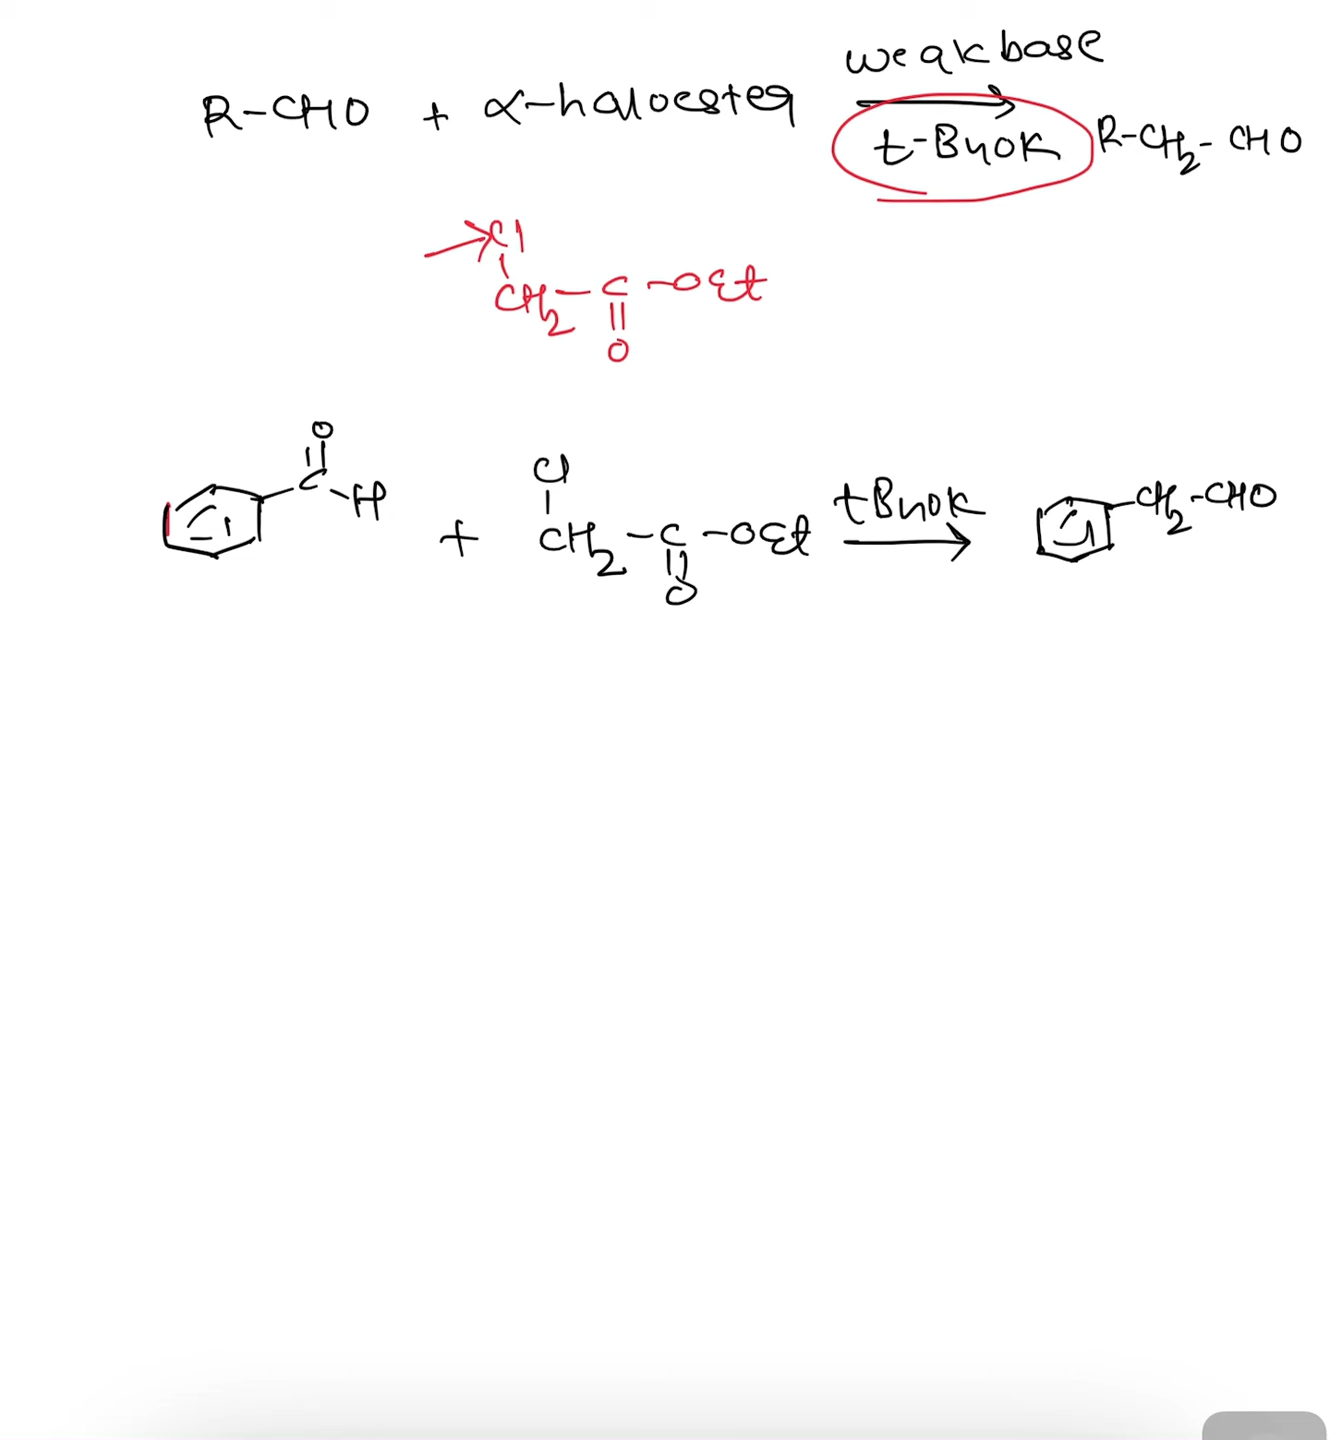 weak base
R-CHO + α-haloester t-BuOK R-CH2-CHO
Cl
CH2-C-OEt
O
O
C-H
Cl
+ CH2-C-OEt tBuOK CH2-CHO
O